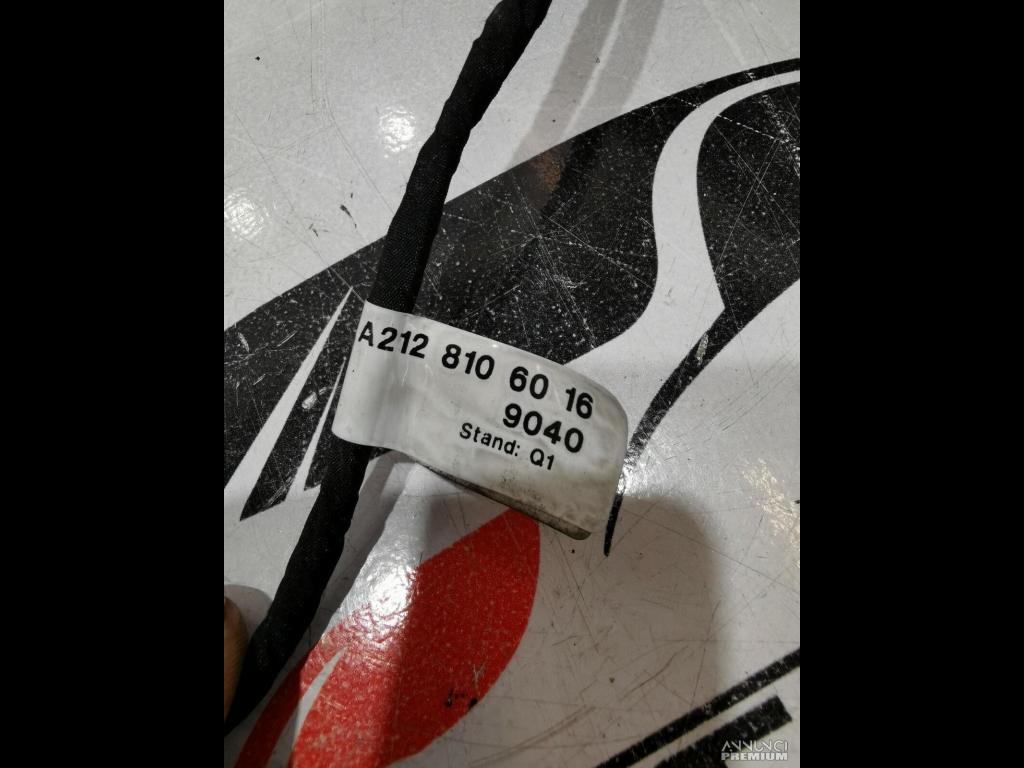 A212 810 60 16
9040
Stand: Q1
ANNUNCI
PREMIUM